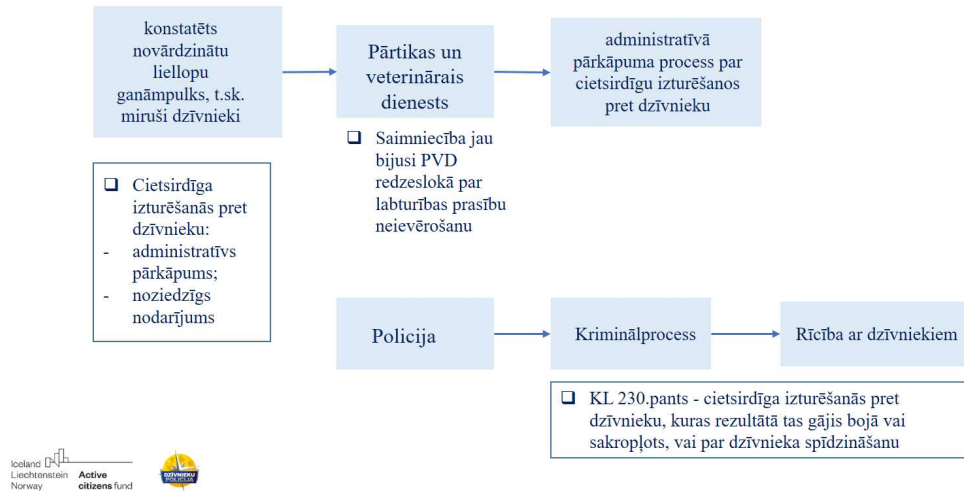 konstatēts
novārdzinātu
liellopu
ganāmpulks, t.sk.
miruši dzīvnieki
Pārtikas un
veterinārais
dienests
administratīvā
pārkāpuma process par
cietsirdīgu izturēšanos
pret dzīvnieku
❑ Cietsirdīga
izturēšanās pret
dzīvnieku:
- administratīvs
pārkāpums;
- noziedzīgs
nodarījums
❑ Saimniecība jau
bijusi PVD
redzeslokā par
labturības prasību
neievērošanu
Policija
Kriminālprocess
Rīcība ar dzīvniekiem
❑ KL 230.pants - cietsirdīga izturēšanās pret
dzīvnieku, kuras rezultātā tas gājis bojā vai
sakropļots, vai par dzīvnieka spīdzināšanu
Iceland
Liechtenstein Active
Norway citizens fund
DZĪVNIEKU
POLICIJA